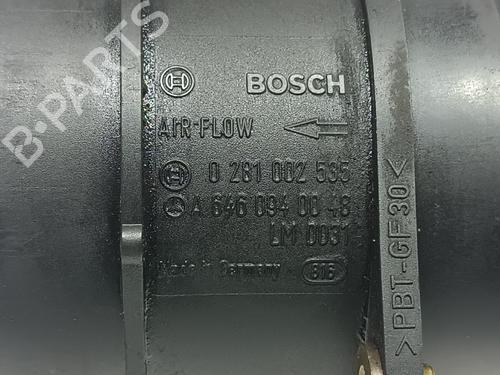 BOSCH
AIR-FLOW
0 281 002 535
A 646 094 00 48
LM 0031
Made in Germany 816
>PBT-GF30<
B-PARTS